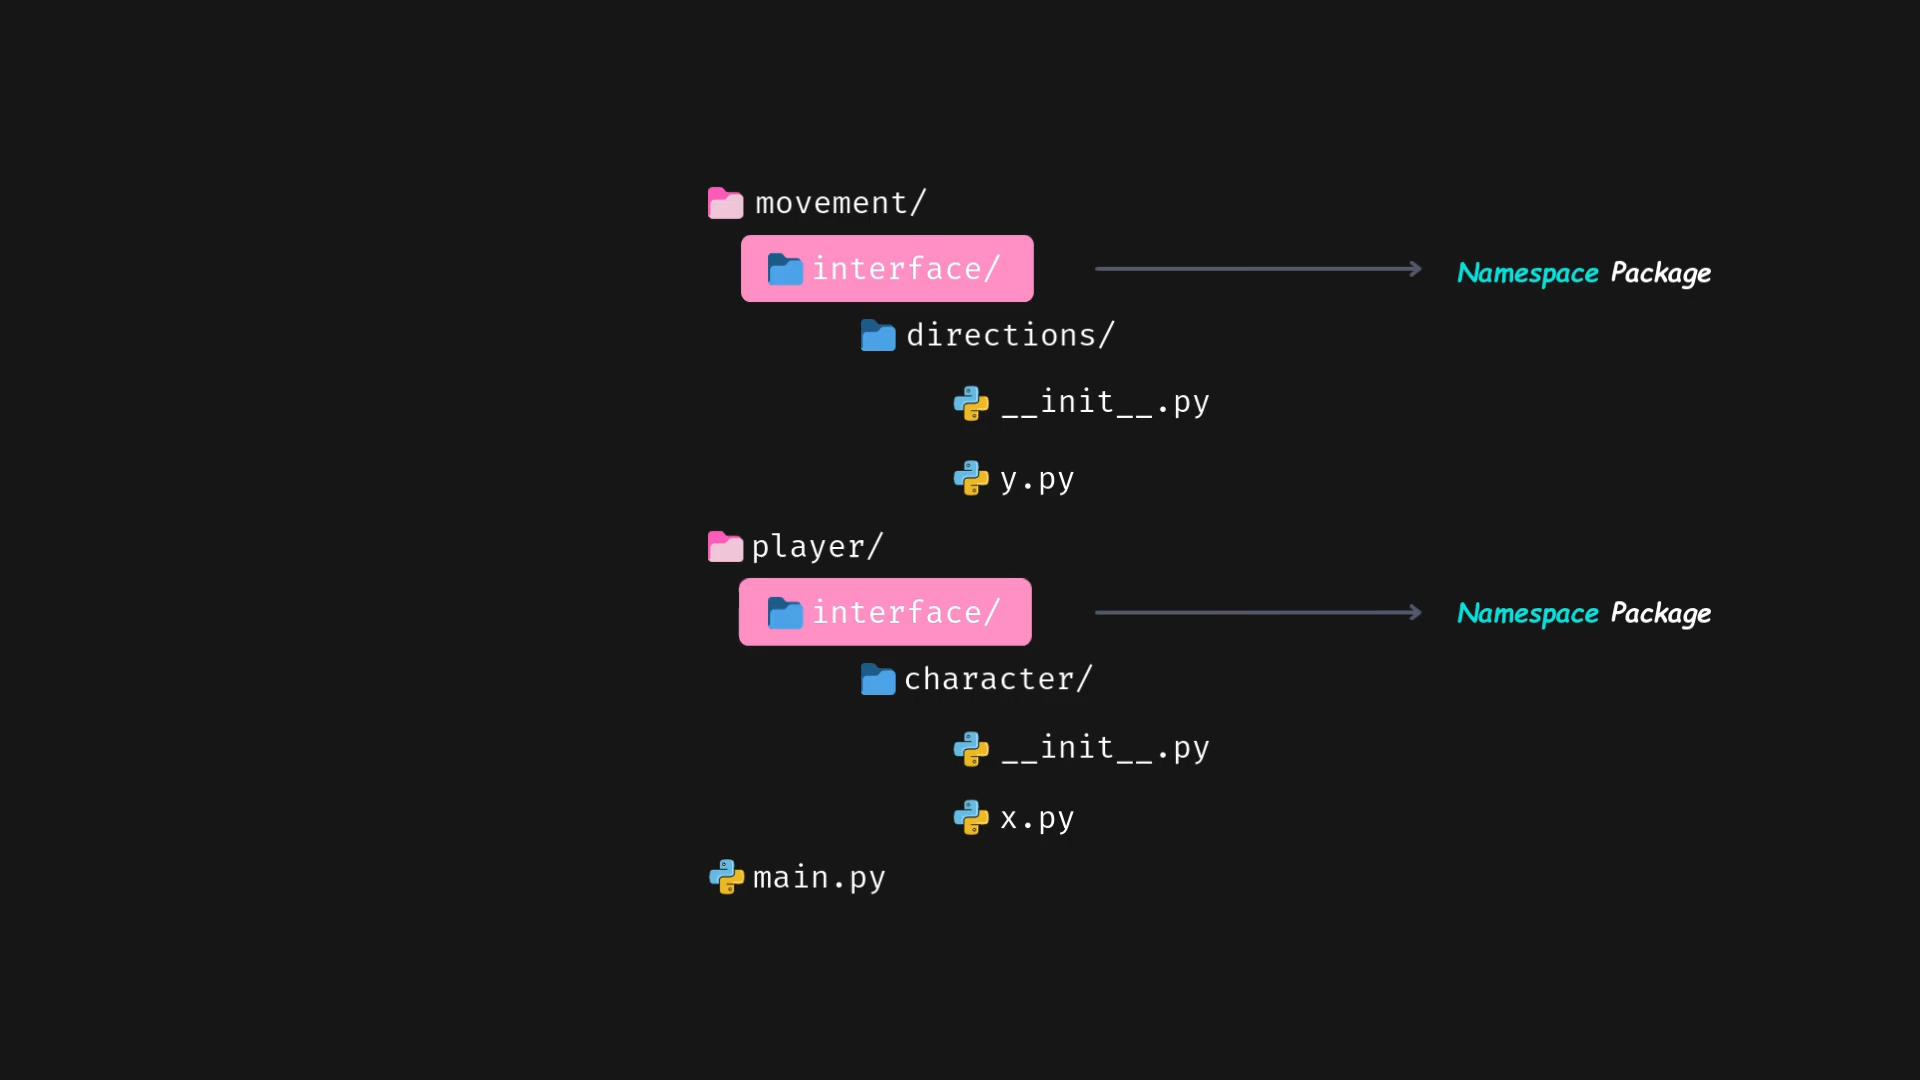 movement/
interface/
Namespace Package
directions/
__init__.py
y.py
player/
interface/
Namespace Package
character/
__init__.py
x.py
main.py